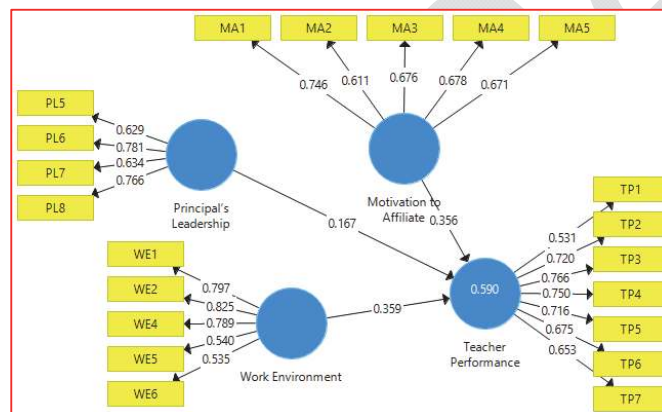 MA1 MA2 MA3 MA4 MA5
0.746 0.611 0.676 0.678 0.671
PL5
PL6
PL7
PL8
0.629
0.781
0.634
0.766
Principal's
Leadership
Motivation to
Affiliate
0.167
0.356
WE1
WE2
WE4
WE5
WE6
0.797
0.825
0.789
0.540
0.535
Work Environment
0.359
0.590
Teacher
Performance
0.531
0.720
0.766
0.750
0.716
0.675
0.653
TP1
TP2
TP3
TP4
TP5
TP6
TP7